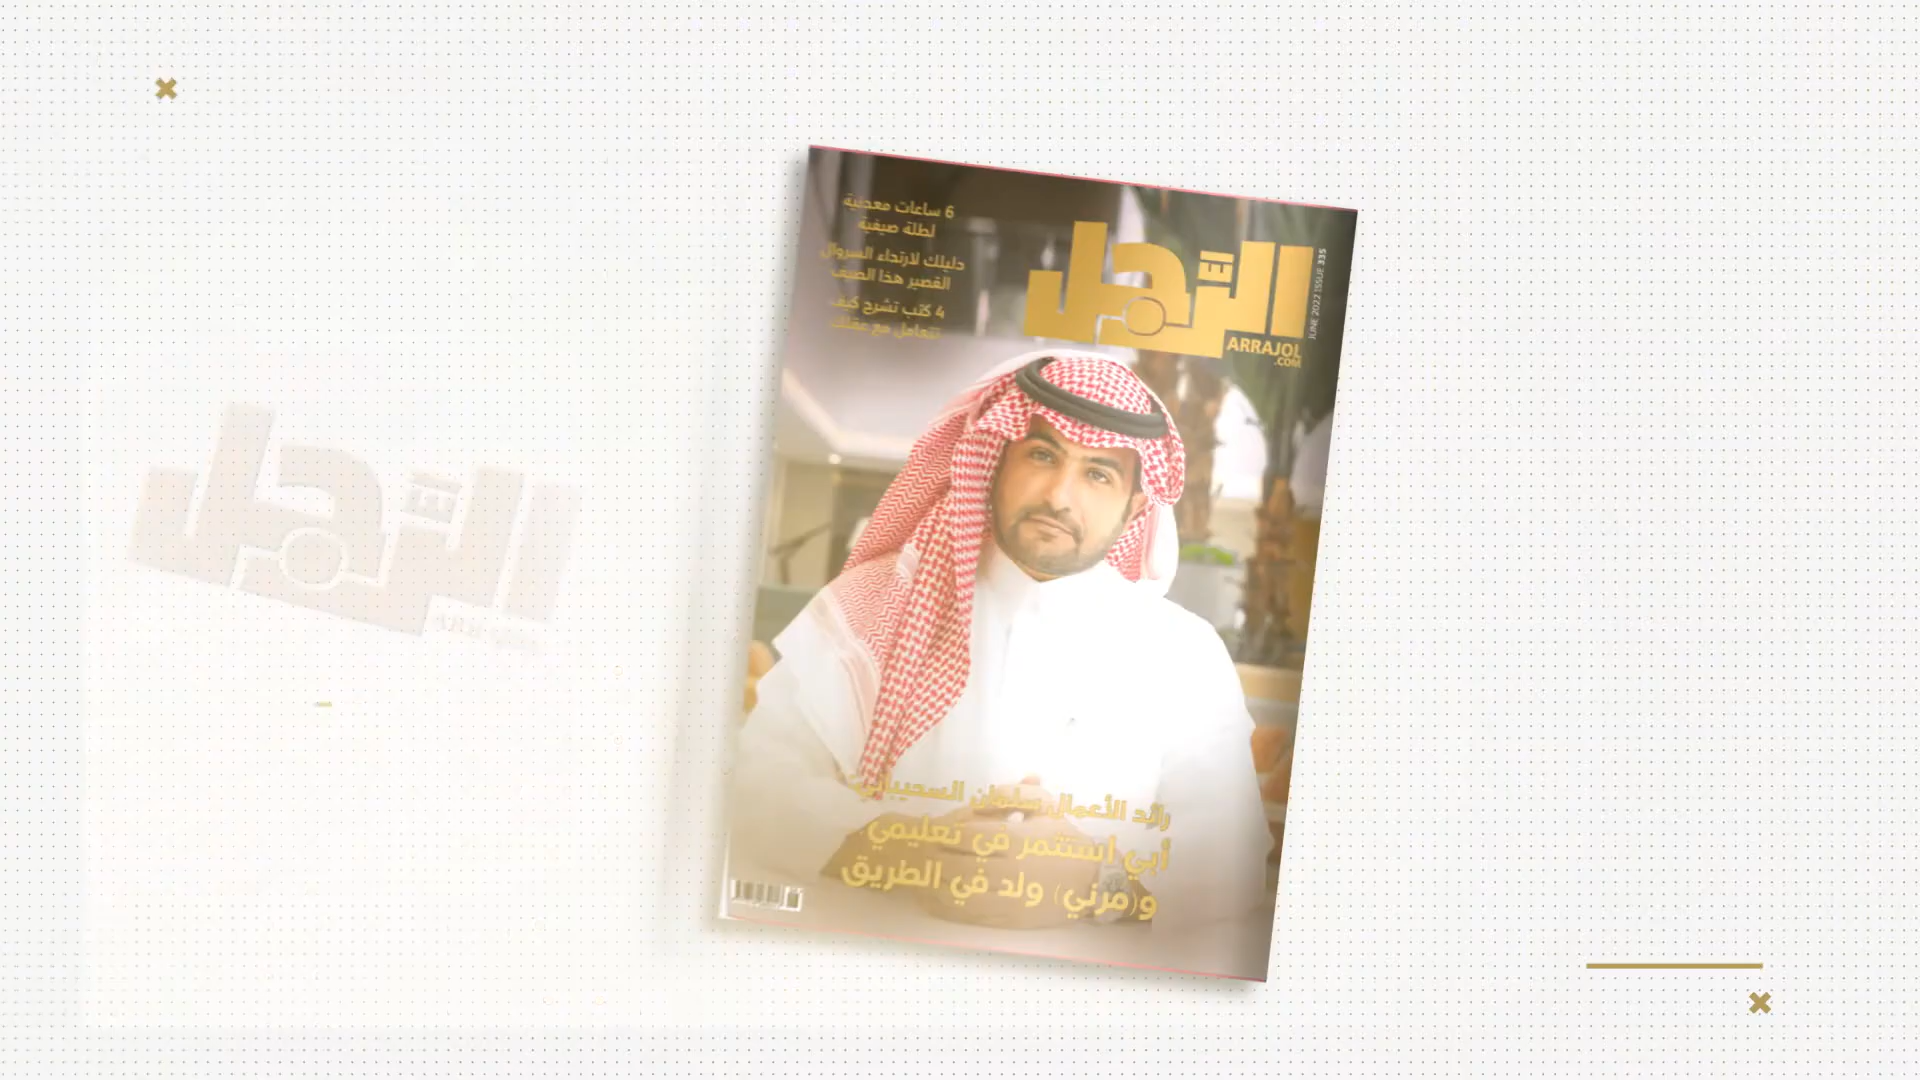 6 ساعات معدنية
لطلة صيفية
دليلك لارتداء السروال
القصير هذا الصيف
4 كتب تشرح كيف
تتعامل مع عقلك
الرجل
ARRAJOL
.COM
JUNE 2022 ISSUE 335
رائد الأعمال سلمان السحيباني
أبي استثمر في تعليمي
و(مرني) ولد في الطريق